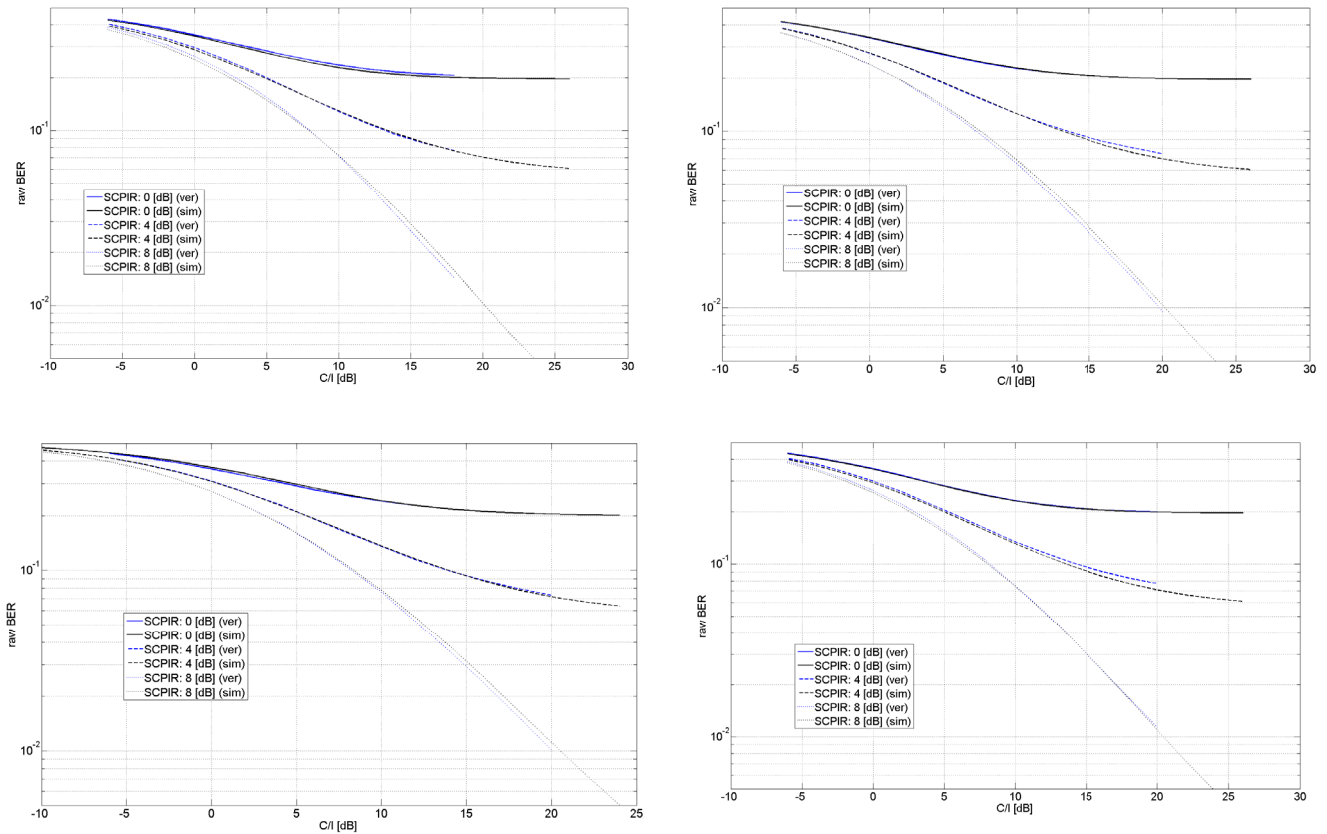 10^-1
10^-2
raw BER
SCPIR: 0 [dB] (ver)
SCPIR: 0 [dB] (sim)
SCPIR: 4 [dB] (ver)
SCPIR: 4 [dB] (sim)
SCPIR: 8 [dB] (ver)
SCPIR: 8 [dB] (sim)
-10 -5 0 5 10 15 20 25 30
C/I [dB]
10^-1
10^-2
raw BER
SCPIR: 0 [dB] (ver)
SCPIR: 0 [dB] (sim)
SCPIR: 4 [dB] (ver)
SCPIR: 4 [dB] (sim)
SCPIR: 8 [dB] (ver)
SCPIR: 8 [dB] (sim)
-10 -5 0 5 10 15 20 25 30
C/I [dB]
10^-1
10^-2
raw BER
SCPIR: 0 [dB] (ver)
SCPIR: 0 [dB] (sim)
SCPIR: 4 [dB] (ver)
SCPIR: 4 [dB] (sim)
SCPIR: 8 [dB] (ver)
SCPIR: 8 [dB] (sim)
-10 -5 0 5 10 15 20 25
C/I [dB]
10^-1
10^-2
raw BER
SCPIR: 0 [dB] (ver)
SCPIR: 0 [dB] (sim)
SCPIR: 4 [dB] (ver)
SCPIR: 4 [dB] (sim)
SCPIR: 8 [dB] (ver)
SCPIR: 8 [dB] (sim)
-10 -5 0 5 10 15 20 25 30
C/I [dB]